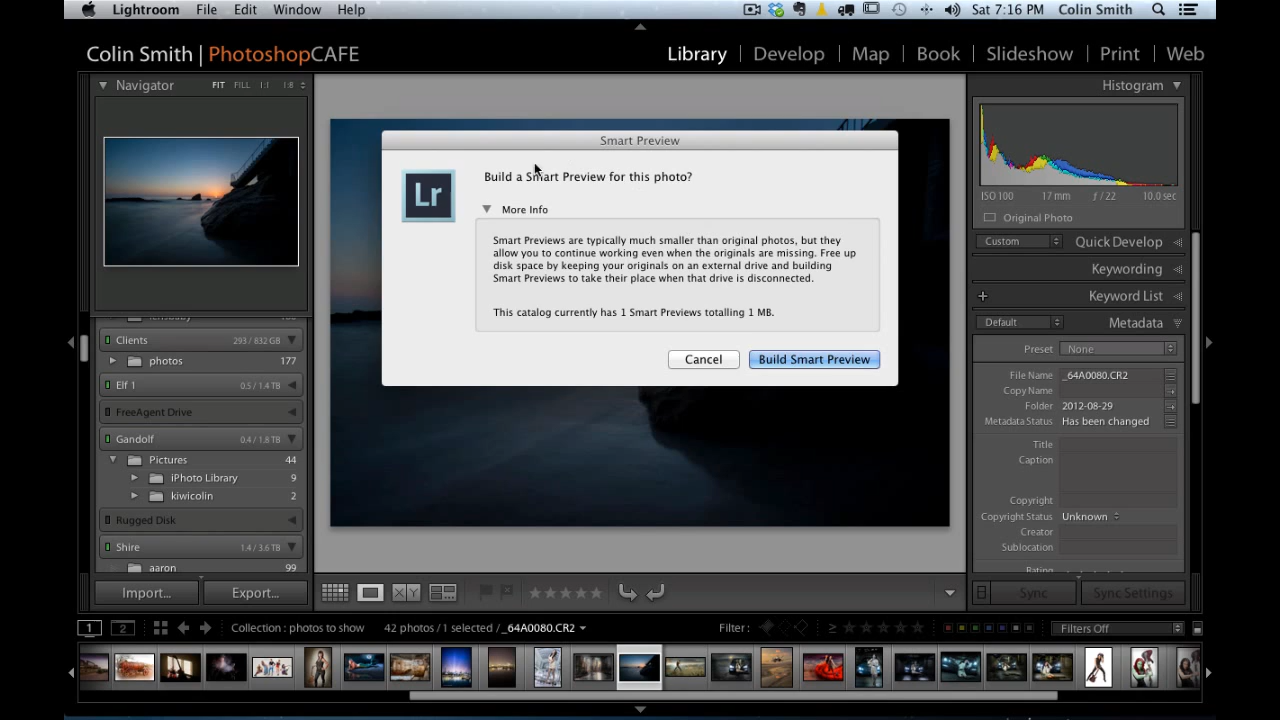 Lightroom File Edit Window Help Sat 7:16 PM Colin Smith
Colin Smith | PhotoshopCAFE
Library | Develop | Map | Book | Slideshow | Print | Web
Navigator FIT FILL 1:1 1:8
Histogram
ISO 100 17 mm f / 22 10.0 sec
Original Photo
Custom Quick Develop
Keywording
Keyword List
Default Metadata
Preset None
File Name _64A0080.CR2
Copy Name
Folder 2012-08-29
Metadata Status Has been changed
Title
Caption
Copyright
Copyright Status Unknown
Creator
Sublocation
Rating
Smart Preview
Lr
Build a Smart Preview for this photo?
More Info
Smart Previews are typically much smaller than original photos, but they
allow you to continue working even when the originals are missing. Free up
disk space by keeping your originals on an external drive and building
Smart Previews to take their place when that drive is disconnected.
This catalog currently has 1 Smart Previews totalling 1 MB.
Cancel Build Smart Preview
Clients 293 / 832 GB
photos 177
Elf 1 0.5 / 1.4 TB
FreeAgent Drive
Gandolf 0.4 / 1.8 TB
Pictures 44
iPhoto Library 9
kiwicolin 2
Rugged Disk
Shire 1.4 / 3.6 TB
aaron 99
Import... Export...
XY
Sync Sync Settings
1 2 Collection : photos to show 42 photos / 1 selected / _64A0080.CR2 Filter : Filters Off